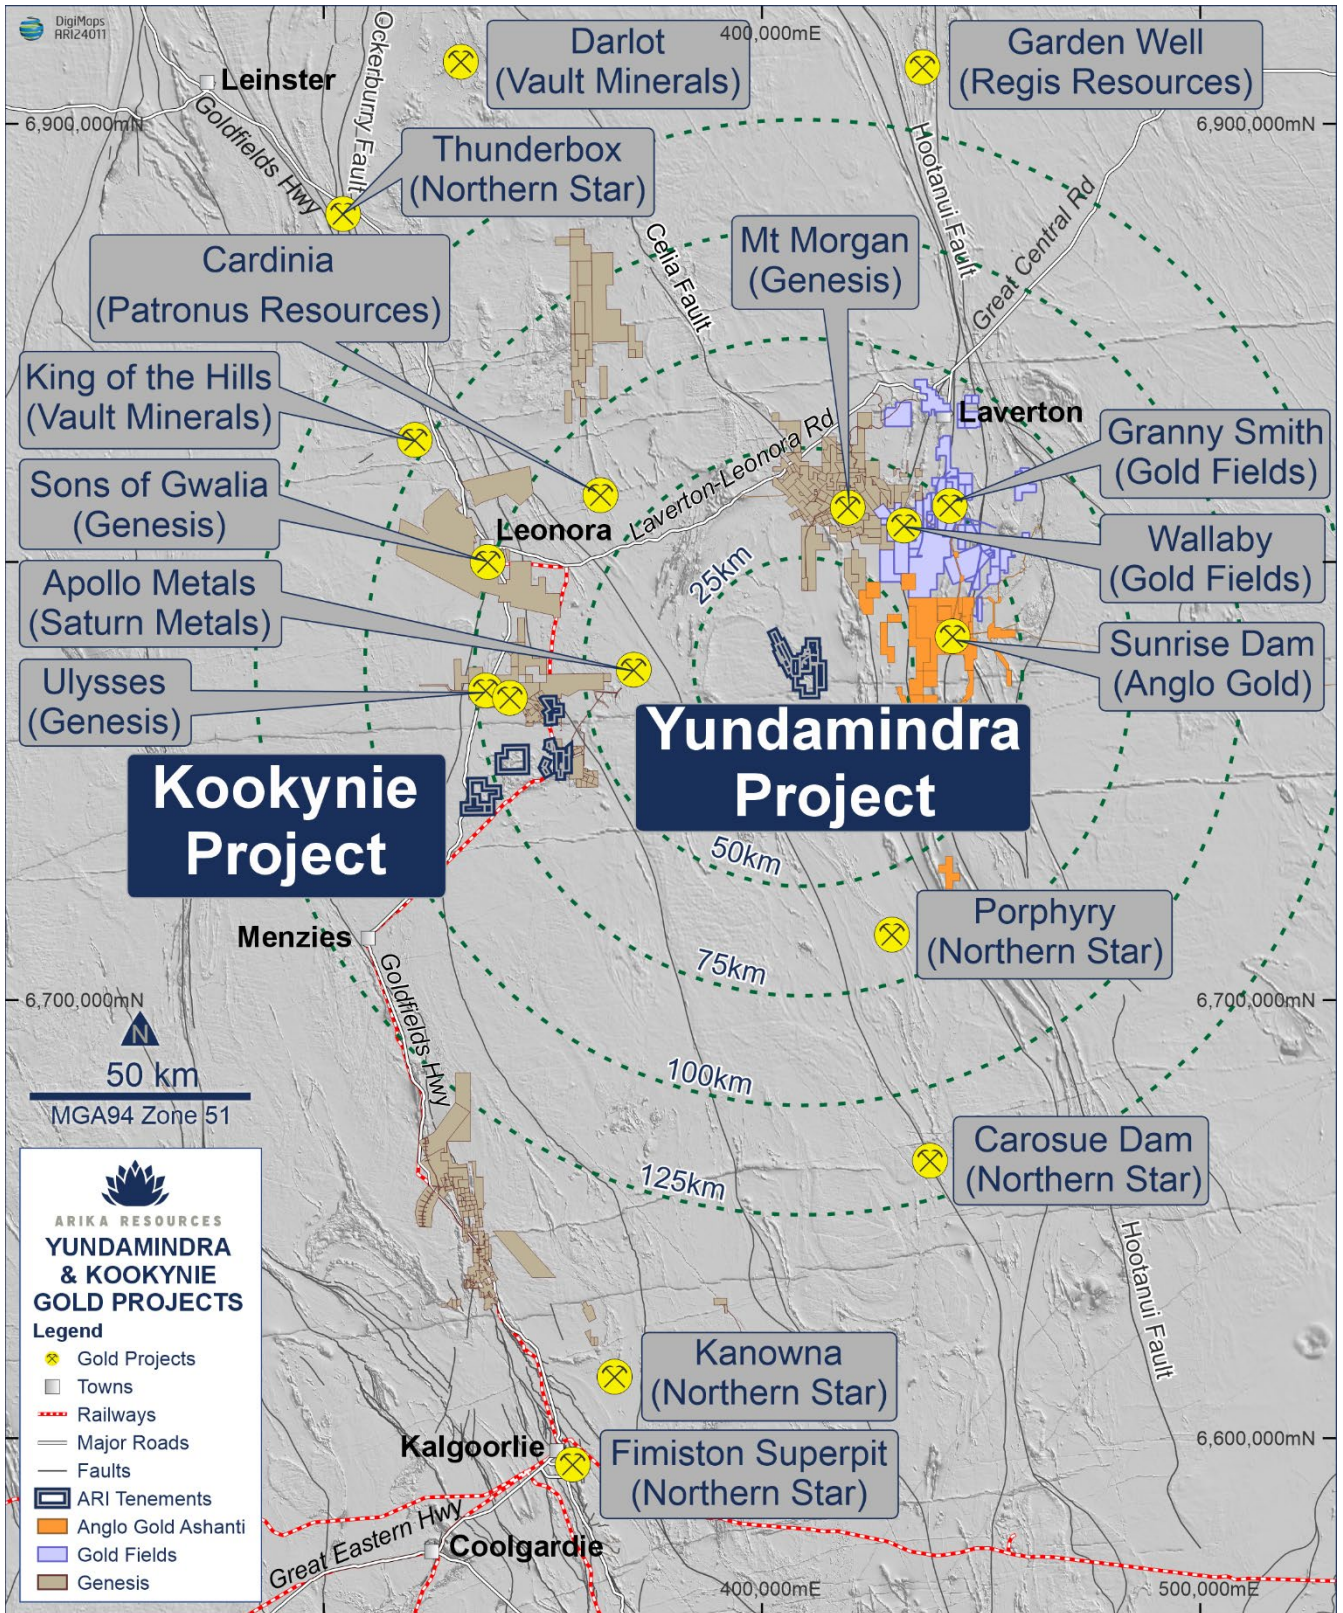 DigiMaps
ARI24011
Ockerburry Fault
Darlot
(Vault Minerals)
400,000mE
Garden Well
(Regis Resources)
Leinster
6,900,000mN
6,900,000mN
Goldfields Hwy
Thunderbox
(Northern Star)
Hootanui Fault
Great Central Rd
Cardinia
(Patronus Resources)
Celia Fault
Mt Morgan
(Genesis)
King of the Hills
(Vault Minerals)
Laverton
Laverton-Leonora Rd
Granny Smith
(Gold Fields)
Sons of Gwalia
(Genesis)
Leonora
Wallaby
(Gold Fields)
Apollo Metals
(Saturn Metals)
25km
Sunrise Dam
(Anglo Gold)
Ulysses
(Genesis)
Yundamindra
Project
Kookynie
Project
50km
Porphyry
(Northern Star)
Menzies
75km
Goldfields Hwy
6,700,000mN
6,700,000mN
N
50 km
MGA94 Zone 51
100km
Carosue Dam
(Northern Star)
125km
Hootanui Fault
ARIKA RESOURCES
YUNDAMINDRA
& KOOKYNIE
GOLD PROJECTS
Legend
Gold Projects
Towns
Railways
Major Roads
Faults
ARI Tenements
Anglo Gold Ashanti
Gold Fields
Genesis
Kanowna
(Northern Star)
Kalgoorlie
Fimiston Superpit
(Northern Star)
6,600,000mN
Great Eastern Hwy
Coolgardie
400,000mE
500,000mE